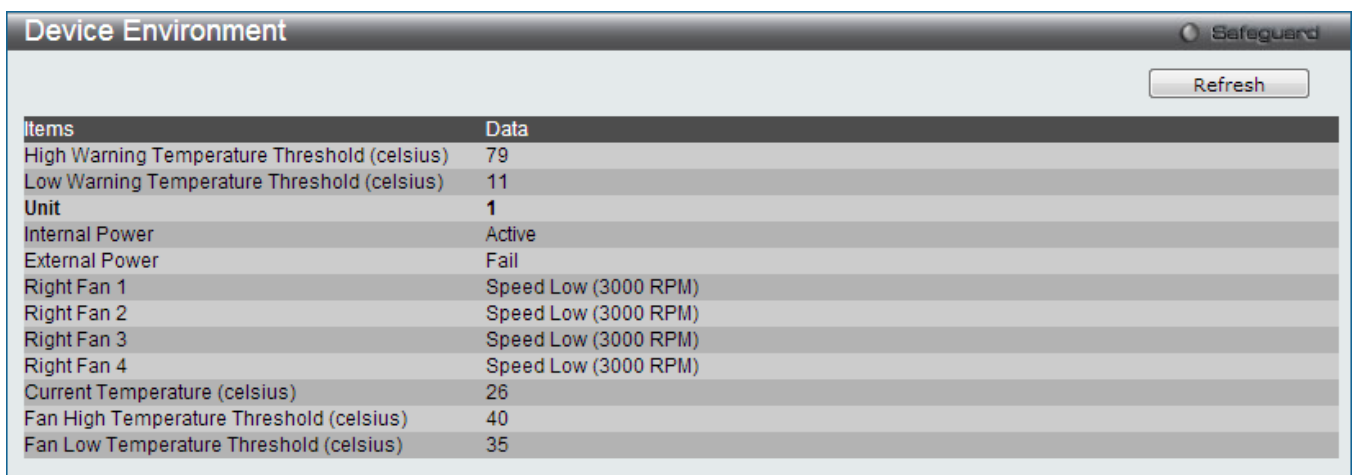 Device Environment Safeguard
Refresh
Items Data
High Warning Temperature Threshold (celsius) 79
Low Warning Temperature Threshold (celsius) 11
Unit 1
Internal Power Active
External Power Fail
Right Fan 1 Speed Low (3000 RPM)
Right Fan 2 Speed Low (3000 RPM)
Right Fan 3 Speed Low (3000 RPM)
Right Fan 4 Speed Low (3000 RPM)
Current Temperature (celsius) 26
Fan High Temperature Threshold (celsius) 40
Fan Low Temperature Threshold (celsius) 35